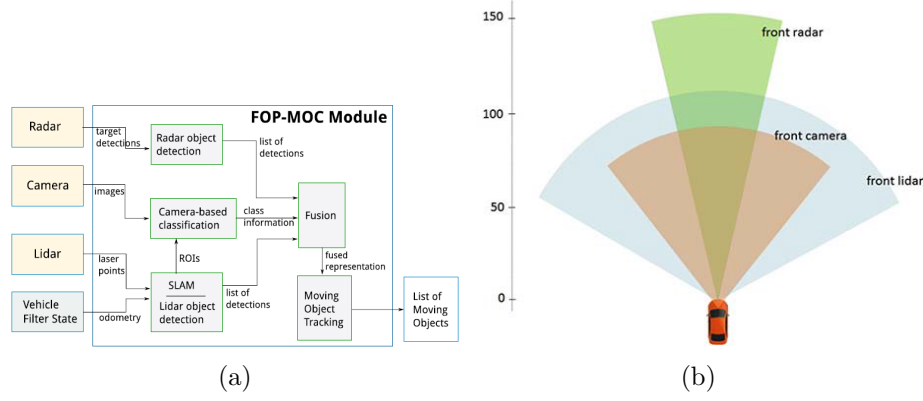 FOP-MOC Module
Radar
target
detections
Radar object
detection
list of
detections
Camera
images
Camera-based
classification
class
information
Fusion
Lidar
laser
points
ROIs
SLAM
Lidar object
detection
list of
detections
fused
representation
Vehicle
Filter State
odometry
Moving
Object
Tracking
List of
Moving
Objects
(a)
150
front radar
100
front camera
front lidar
50
0
(b)